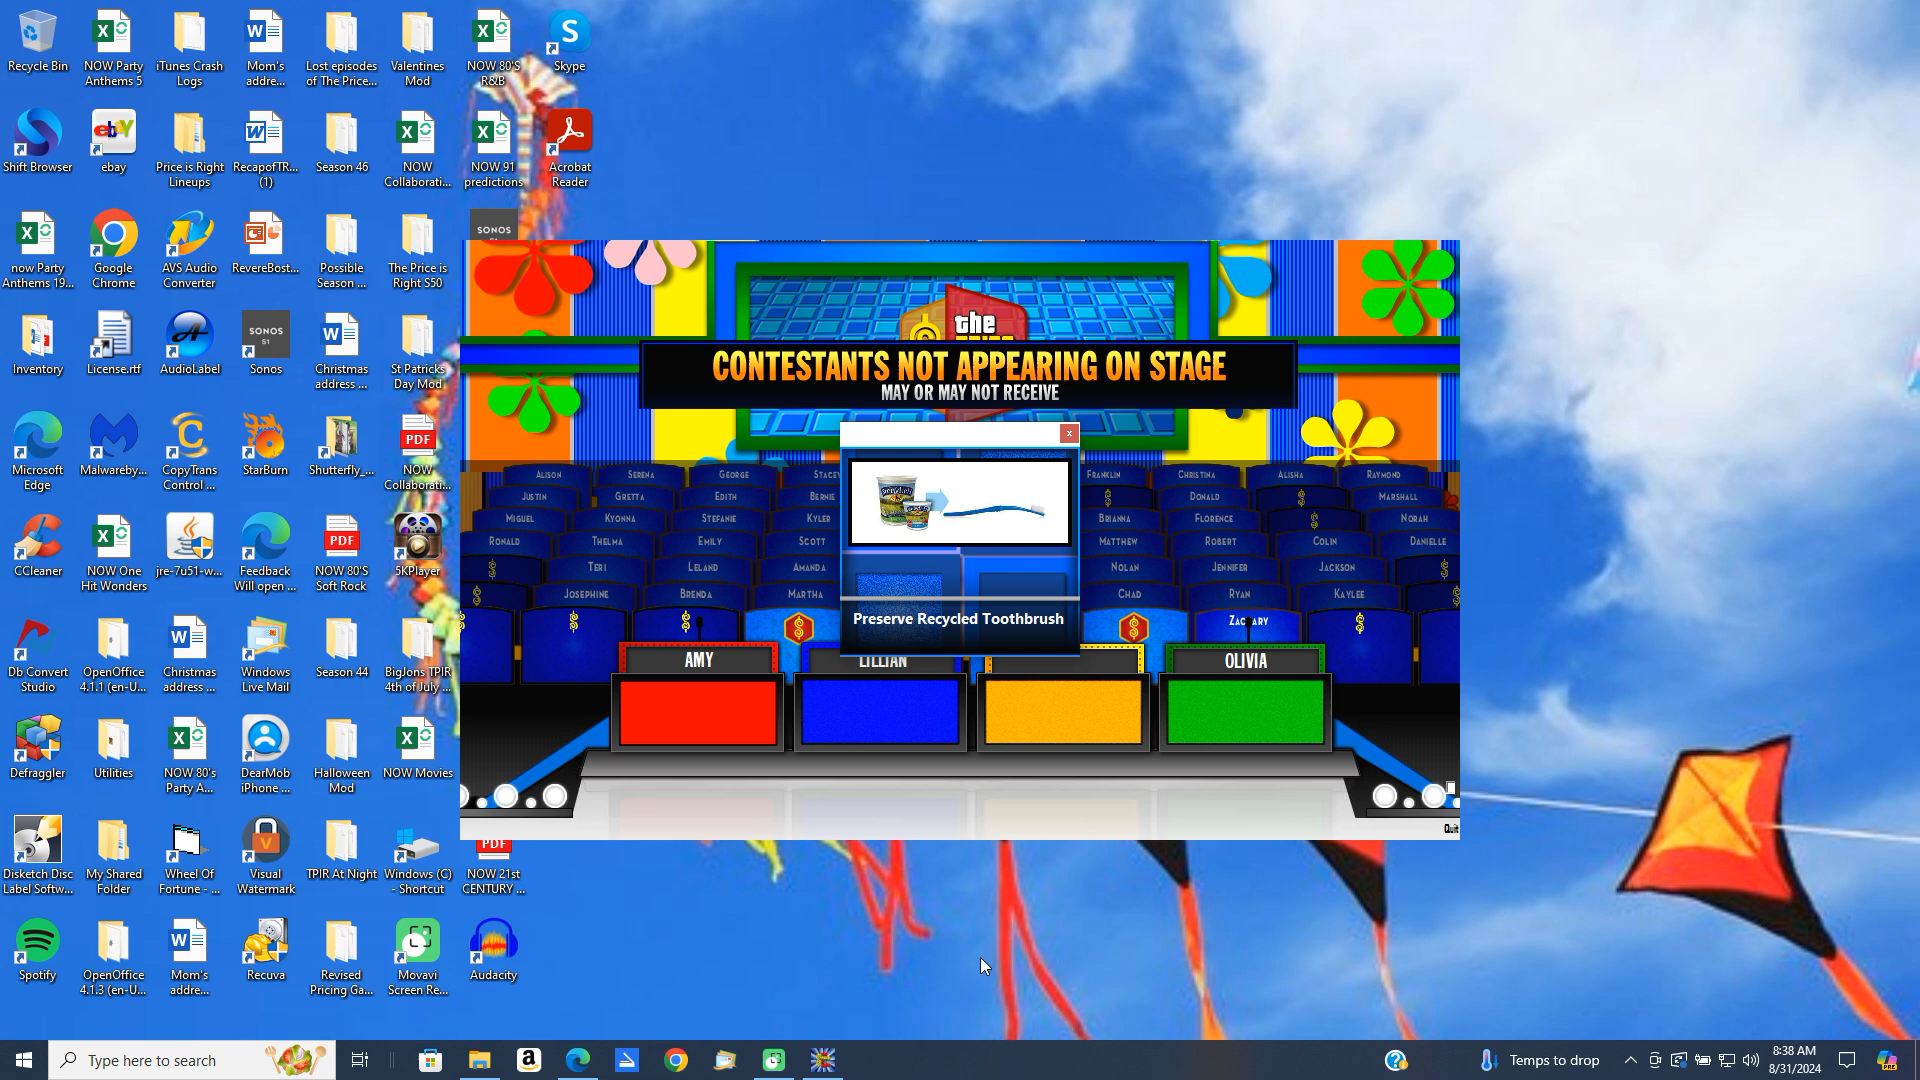 Recycle Bin
NOW Party
Anthems 5
iTunes Crash
Logs
Mom's
addre...
Lost episodes
of The Price...
Valentines
Mod
NOW 80'S
R&B
Skype
Shift Browser
ebay
Price is Right
Lineups
RecapofTR...
(1)
Season 46
NOW
Collaborati...
NOW 91
predictions
Acrobat
Reader
now Party
Anthems 19...
Google
Chrome
AVS Audio
Converter
RevereBost...
Possible
Season ...
The Price is
Right S50
SONOS
Inventory
License.rtf
AudioLabel
SONOS
S1
Sonos
Christmas
address ...
St Patricks
Day Mod
Microsoft
Edge
Malwareby...
CopyTrans
Control ...
StarBurn
Shutterfly_...
PDF
NOW
Collaborati...
CCleaner
NOW One
Hit Wonders
jre-7u51-w...
Feedback
Will open ...
PDF
NOW 80'S
Soft Rock
5KPlayer
Db Convert
Studio
OpenOffice
4.1.1 (en-U...
Christmas
address ...
Windows
Live Mail
Season 44
BigJons TPIR
4th of July ...
Defraggler
Utilities
NOW 80's
Party A...
DearMob
iPhone ...
Halloween
Mod
NOW Movies
Disketch Disc
Label Softw...
My Shared
Folder
Wheel Of
Fortune - ...
Visual
Watermark
TPIR At Night
Windows (C)
- Shortcut
PDF
NOW 21st
CENTURY ...
Spotify
OpenOffice
4.1.3 (en-U...
Mom's
addre...
Recuva
Revised
Pricing Ga...
Movavi
Screen Re...
Audacity
the
CONTESTANTS NOT APPEARING ON STAGE
MAY OR MAY NOT RECEIVE
x
Preserve Recycled Toothbrush
ALISON SERENA GEORGE STACEY FRANKLIN CHRISTINA ALISHA RAYMOND
JUSTIN GRETTA EDITH BERNIE DONALD MARSHALL
MIGUEL KYONNA STEFANIE KYLER BRIANNA FLORENCE NORAH
RONALD THELMA EMILY SCOTT MATTHEW ROBERT COLIN DANIELLE
TERI LELAND AMANDA NOLAN JENNIFER JACKSON
JOSEPHINE BRENDA MARTHA CHAD RYAN KAYLEE
ZACHARY
AMY LILLIAN OLIVIA
Quit
Type here to search
Temps to drop
8:38 AM
8/31/2024